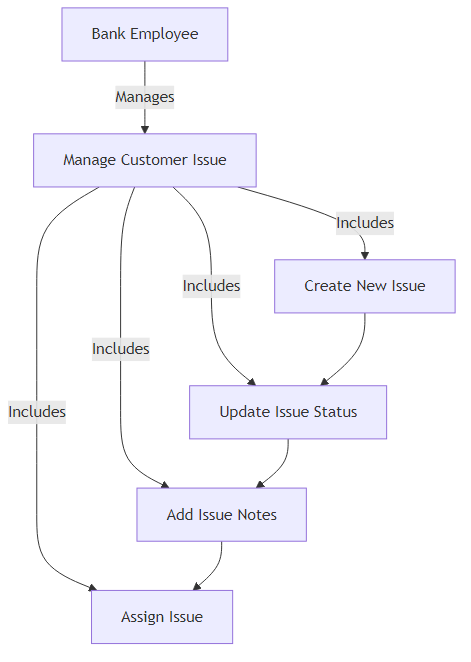 Bank Employee
Manages
Manage Customer Issue
Includes
Create New Issue
Includes
Includes
Update Issue Status
Includes
Add Issue Notes
Assign Issue